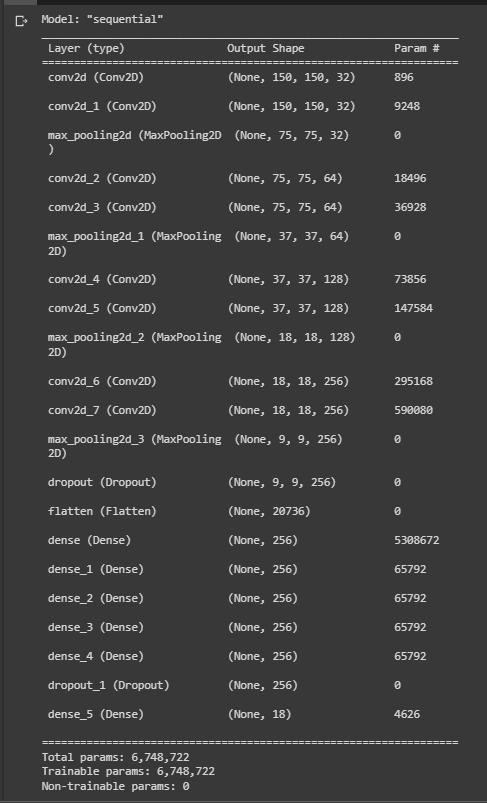 Model: "sequential"
_________________________________________________________________
Layer (type) Output Shape Param #
=================================================================
conv2d (Conv2D) (None, 150, 150, 32) 896
conv2d_1 (Conv2D) (None, 150, 150, 32) 9248
max_pooling2d (MaxPooling2D (None, 75, 75, 32) 0
)
conv2d_2 (Conv2D) (None, 75, 75, 64) 18496
conv2d_3 (Conv2D) (None, 75, 75, 64) 36928
max_pooling2d_1 (MaxPooling (None, 37, 37, 64) 0
2D)
conv2d_4 (Conv2D) (None, 37, 37, 128) 73856
conv2d_5 (Conv2D) (None, 37, 37, 128) 147584
max_pooling2d_2 (MaxPooling (None, 18, 18, 128) 0
2D)
conv2d_6 (Conv2D) (None, 18, 18, 256) 295168
conv2d_7 (Conv2D) (None, 18, 18, 256) 590080
max_pooling2d_3 (MaxPooling (None, 9, 9, 256) 0
2D)
dropout (Dropout) (None, 9, 9, 256) 0
flatten (Flatten) (None, 20736) 0
dense (Dense) (None, 256) 5308672
dense_1 (Dense) (None, 256) 65792
dense_2 (Dense) (None, 256) 65792
dense_3 (Dense) (None, 256) 65792
dense_4 (Dense) (None, 256) 65792
dropout_1 (Dropout) (None, 256) 0
dense_5 (Dense) (None, 18) 4626
=================================================================
Total params: 6,748,722
Trainable params: 6,748,722
Non-trainable params: 0